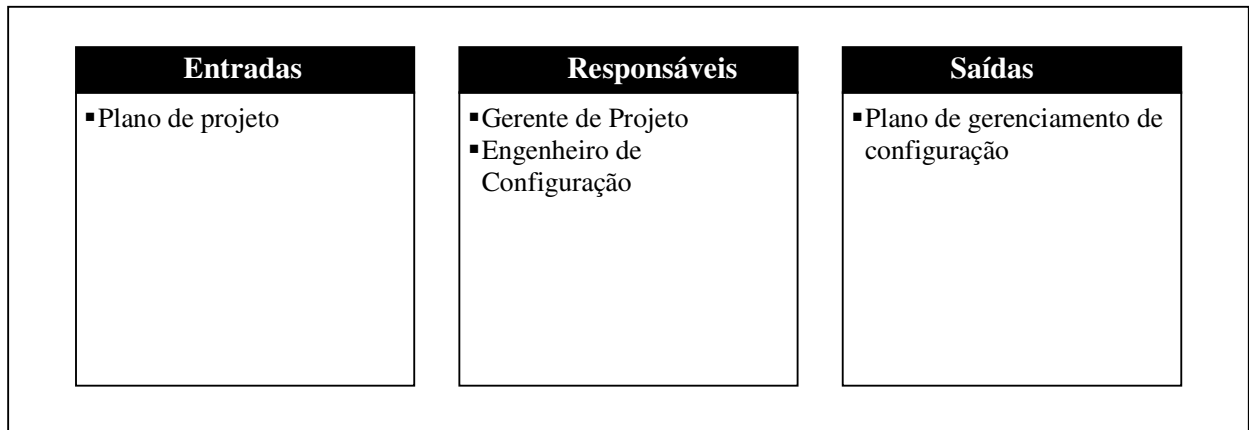 Entradas
▪Plano de projeto
Responsáveis
▪Gerente de Projeto
▪Engenheiro de
Configuração
Saídas
▪Plano de gerenciamento de
configuração